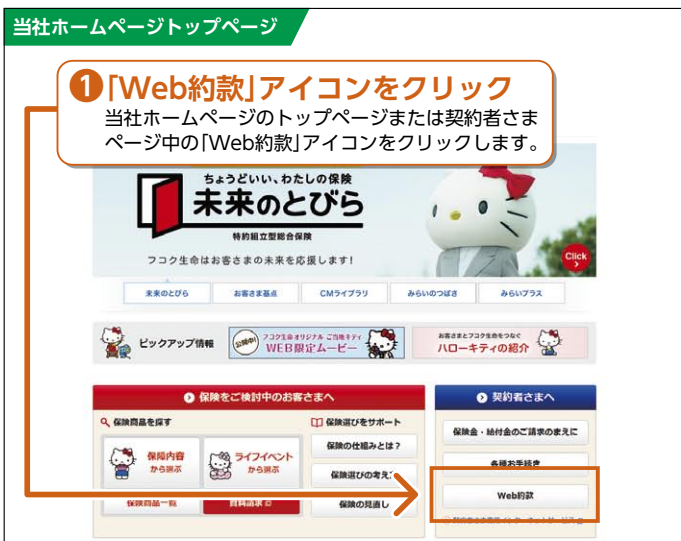 当社ホームページトップページ
❶「Web約款」アイコンをクリック
当社ホームページのトップページまたは契約者さま
ページ中の「Web約款」アイコンをクリックします。
ちょうどいい、わたしの保険
未来のとびら
特約組立型総合保険
フコク生命はお客さまの未来を応援します!
Click
未来のとびら
お客さま基点
CMライブラリ
みらいのつばさ
みらいプラス
ピックアップ情報
公開中!
フコク生命オリジナル ご当地キティ
WEB限定ムービー
お客さまとフコク生命をつなぐ
ハローキティの紹介
保険をご検討中のお客さまへ
契約者さまへ
保険商品を探す
保険選びをサポート
保障内容
から選ぶ
ライフイベント
から選ぶ
保険商品一覧
資料請求
保険の仕組みとは?
保険選びの考え
保険の見直し
保険金・給付金のご請求のまえに
各種お手続き
Web約款